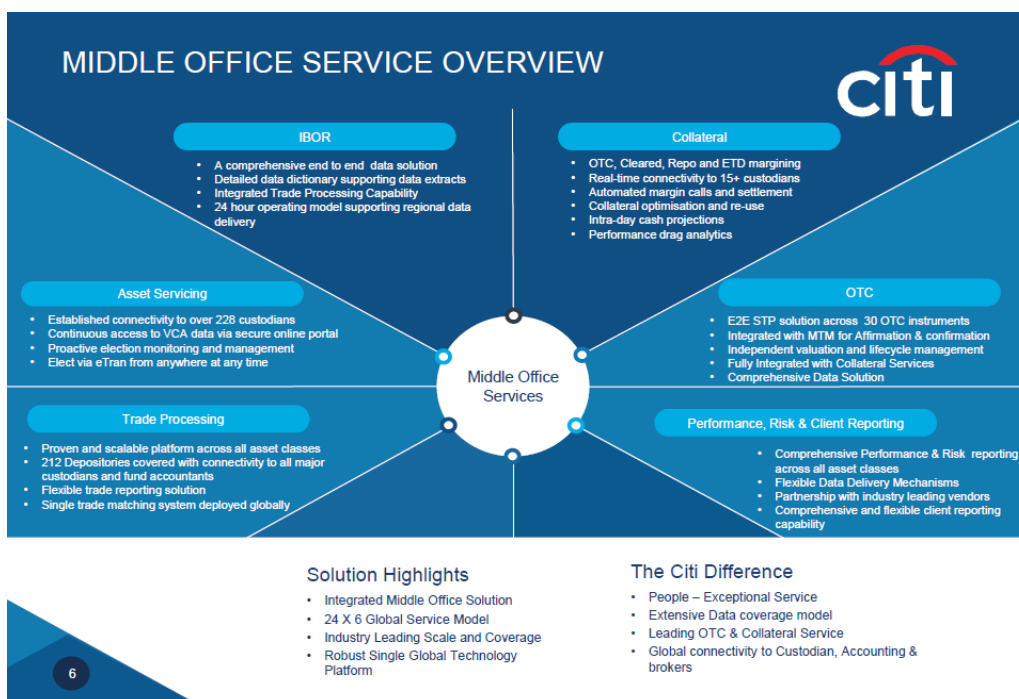 MIDDLE OFFICE SERVICE OVERVIEW
citi
IBOR
• A comprehensive end to end data solution
• Detailed data dictionary supporting data extracts
• Integrated Trade Processing Capability
• 24 hour operating model supporting regional data
delivery
Collateral
• OTC, Cleared, Repo and ETD margining
• Real-time connectivity to 15+ custodians
• Automated margin calls and settlement
• Collateral optimisation and re-use
• Intra-day cash projections
• Performance drag analytics
Asset Servicing
• Established connectivity to over 228 custodians
• Continuous access to VCA data via secure online portal
• Proactive election monitoring and management
• Elect via eTran from anywhere at any time
OTC
• E2E STP solution across 30 OTC instruments
• Integrated with MTM for Affirmation & confirmation
• Independent valuation and lifecycle management
• Fully Integrated with Collateral Services
• Comprehensive Data Solution
Middle Office
Services
Trade Processing
• Proven and scalable platform across all asset classes
• 212 Depositories covered with connectivity to all major
custodians and fund accountants
• Flexible trade reporting solution
• Single trade matching system deployed globally
Performance, Risk & Client Reporting
• Comprehensive Performance & Risk reporting
across all asset classes
• Flexible Data Delivery Mechanisms
• Partnership with industry leading vendors
• Comprehensive and flexible client reporting
capability
Solution Highlights
• Integrated Middle Office Solution
• 24 X 6 Global Service Model
• Industry Leading Scale and Coverage
• Robust Single Global Technology
Platform
The Citi Difference
• People – Exceptional Service
• Extensive Data coverage model
• Leading OTC & Collateral Service
• Global connectivity to Custodian, Accounting &
brokers
6